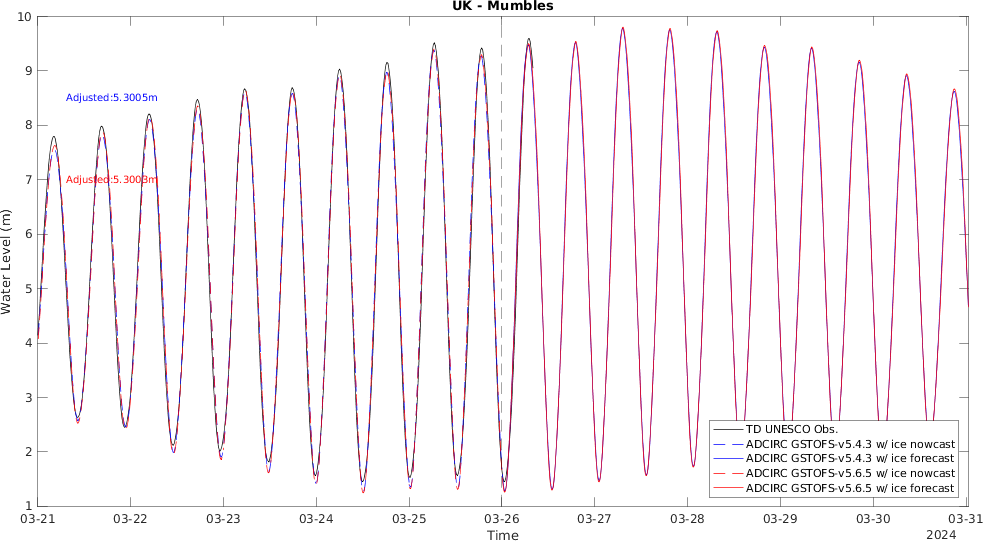 UK - Mumbles
10
9
8
7
6
5
4
3
2
1
Water Level (m)
Adjusted:5.3005m
Adjusted:5.3003m
TD UNESCO Obs.
ADCIRC GSTOFS-v5.4.3 w/ ice nowcast
ADCIRC GSTOFS-v5.4.3 w/ ice forecast
ADCIRC GSTOFS-v5.6.5 w/ ice nowcast
ADCIRC GSTOFS-v5.6.5 w/ ice forecast
03-21 03-22 03-23 03-24 03-25 03-26 03-27 03-28 03-29 03-30 03-31
Time
2024